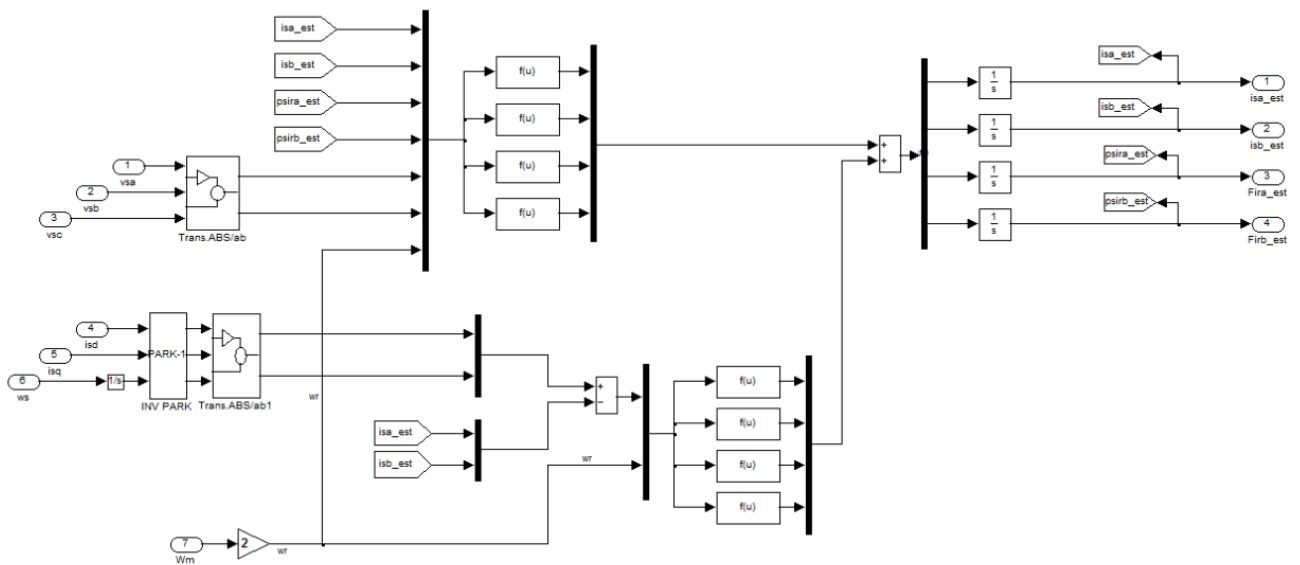 isa_est
isb_est
psira_est
psirb_est
1
vsa
2
vsb
3
vsc
Trans.ABS/ab
f(u)
f(u)
f(u)
f(u)
+
+
1
s
1
s
1
s
1
s
isa_est
isb_est
psira_est
psirb_est
1
isa_est
2
isb_est
3
Fira_est
4
Firb_est
4
isd
5
isq
6
ws
1/s
PARK-1
INV PARK
Trans.ABS/ab1
wr
isa_est
isb_est
+
−
wr
f(u)
f(u)
f(u)
f(u)
7
Wm
2
wr